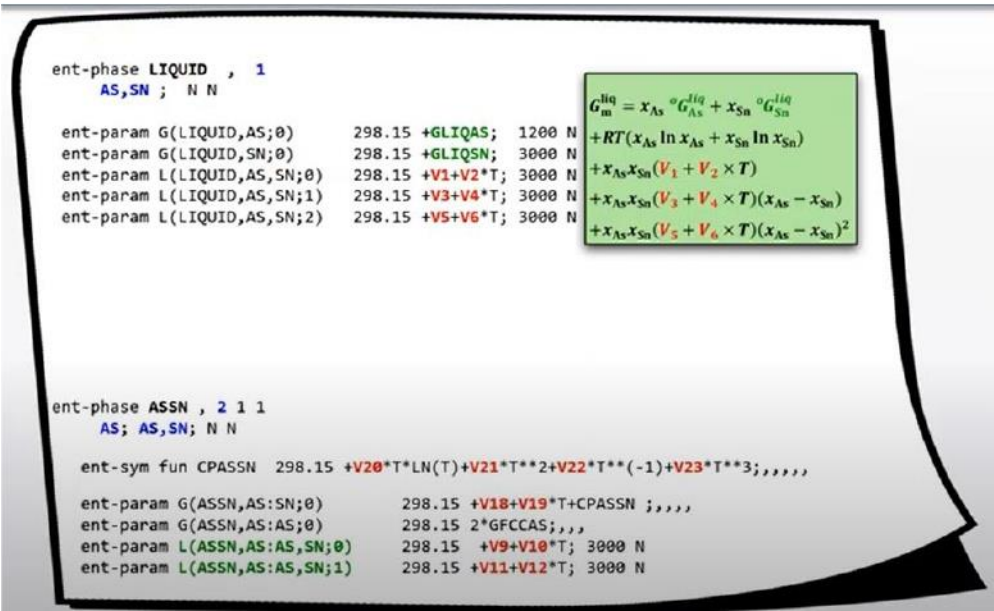 ent-phase LIQUID , 1
AS,SN ; N N
ent-param G(LIQUID,AS;0) 298.15 +GLIQAS; 1200 N
ent-param G(LIQUID,SN;0) 298.15 +GLIQSN; 3000 N
ent-param L(LIQUID,AS,SN;0) 298.15 +V1+V2*T; 3000 N
ent-param L(LIQUID,AS,SN;1) 298.15 +V3+V4*T; 3000 N
ent-param L(LIQUID,AS,SN;2) 298.15 +V5+V6*T; 3000 N
G_m^liq = x_As °G_As^liq + x_Sn °G_Sn^liq
+RT(x_As ln x_As + x_Sn ln x_Sn)
+x_As x_Sn(V_1 + V_2 × T)
+x_As x_Sn(V_3 + V_4 × T)(x_As − x_Sn)
+x_As x_Sn(V_5 + V_6 × T)(x_As − x_Sn)^2
ent-phase ASSN , 2 1 1
AS; AS,SN; N N
ent-sym fun CPASSN 298.15 +V20*T*LN(T)+V21*T**2+V22*T**(-1)+V23*T**3;,,,,,
ent-param G(ASSN,AS:SN;0) 298.15 +V18+V19*T+CPASSN ;,,,,
ent-param G(ASSN,AS:AS;0) 298.15 2*GFCCAS;,,,
ent-param L(ASSN,AS:AS,SN;0) 298.15 +V9+V10*T; 3000 N
ent-param L(ASSN,AS:AS,SN;1) 298.15 +V11+V12*T; 3000 N